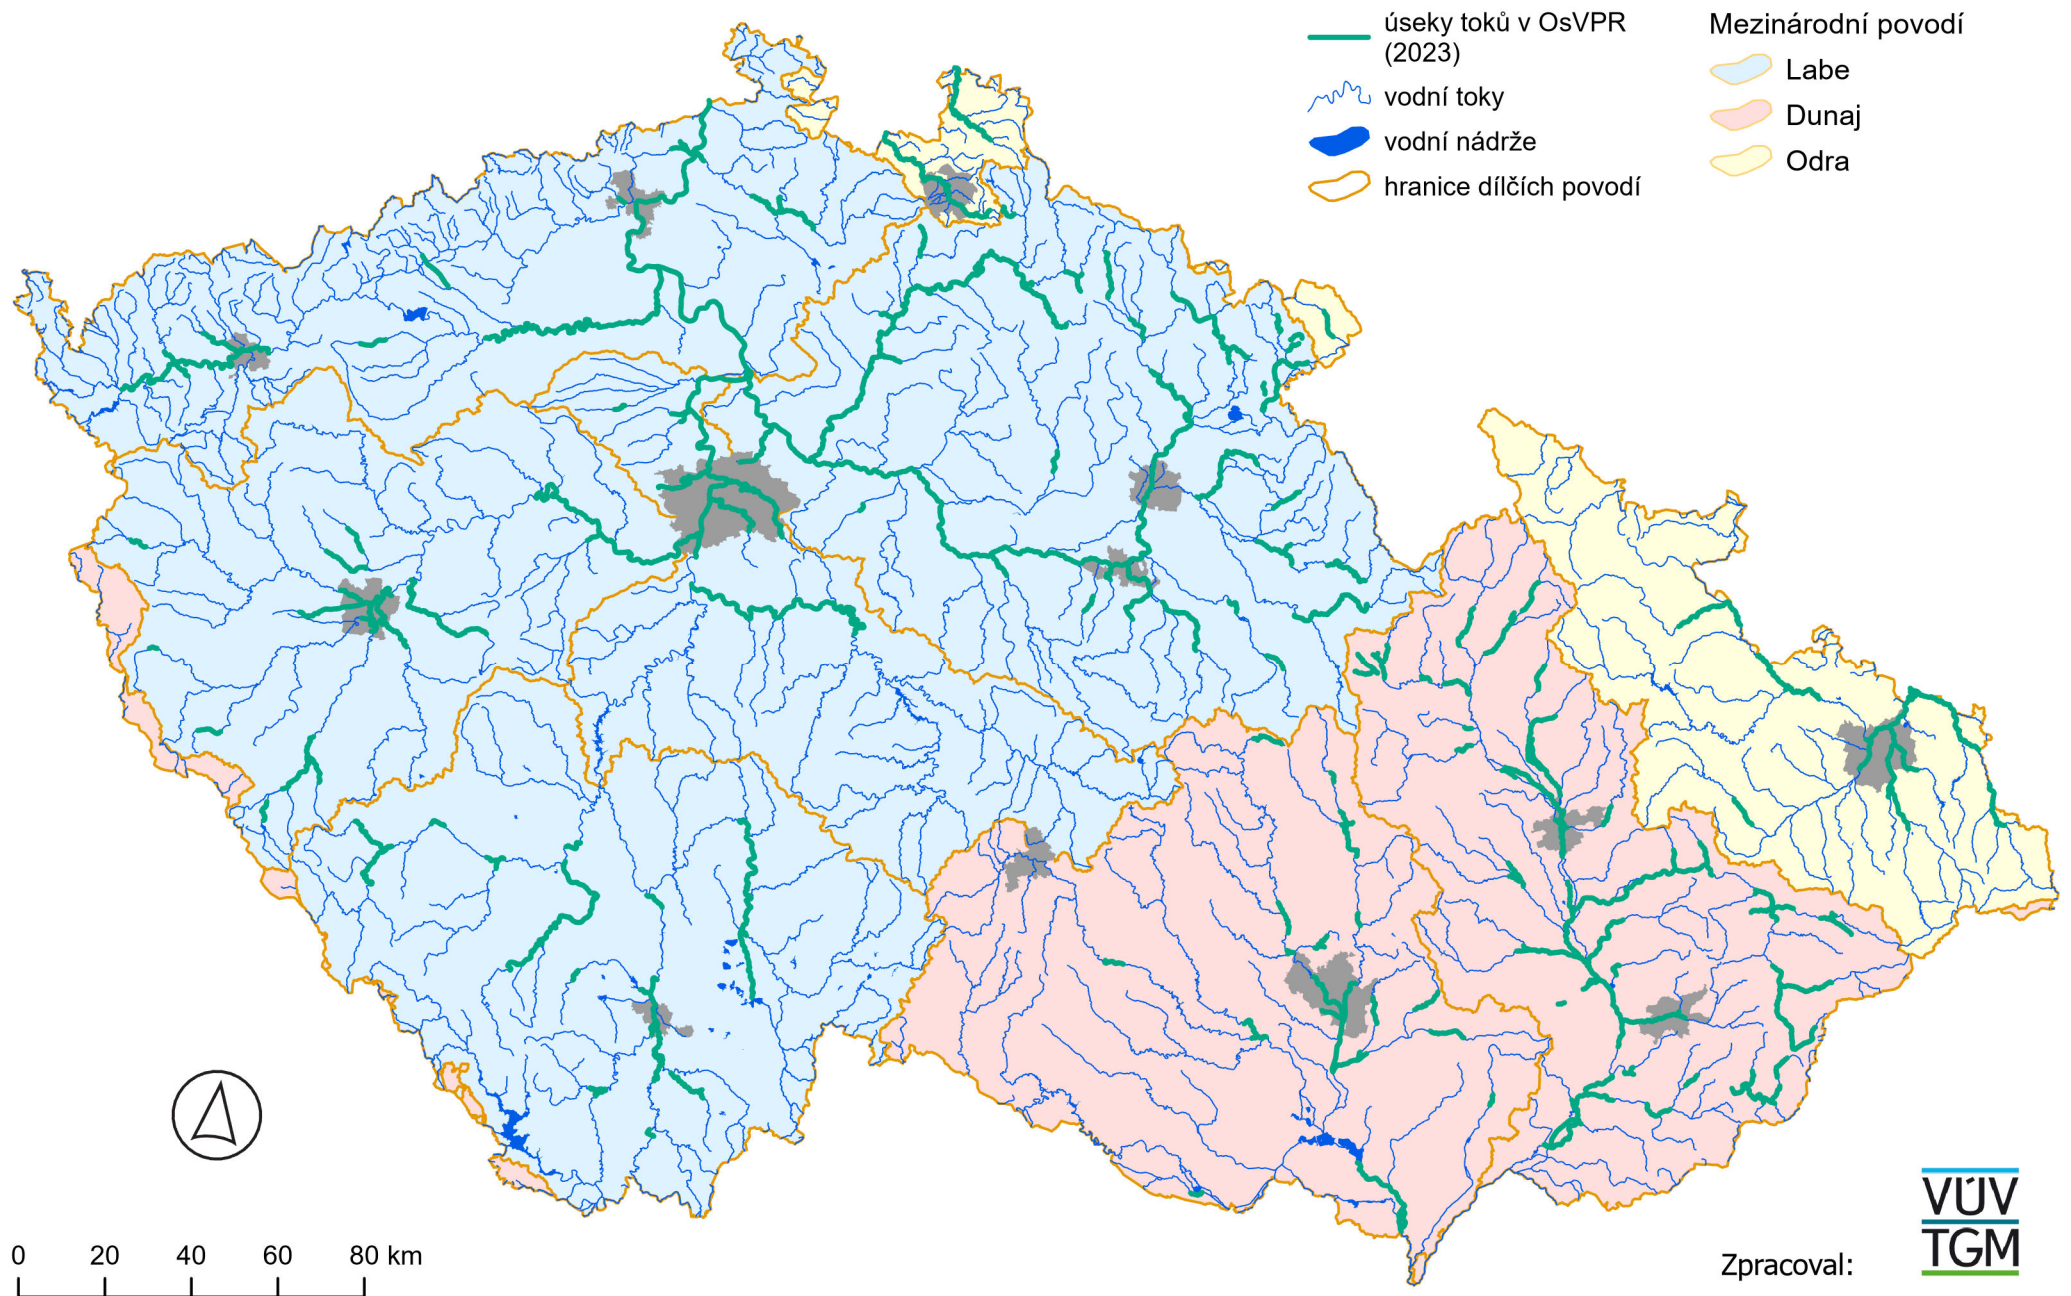 úseky toků v OsVPR
(2023)
vodní toky
vodní nádrže
hranice dílčích povodí
Mezinárodní povodí
Labe
Dunaj
Odra
0 20 40 60 80 km
Zpracoval:
VÚV
TGM